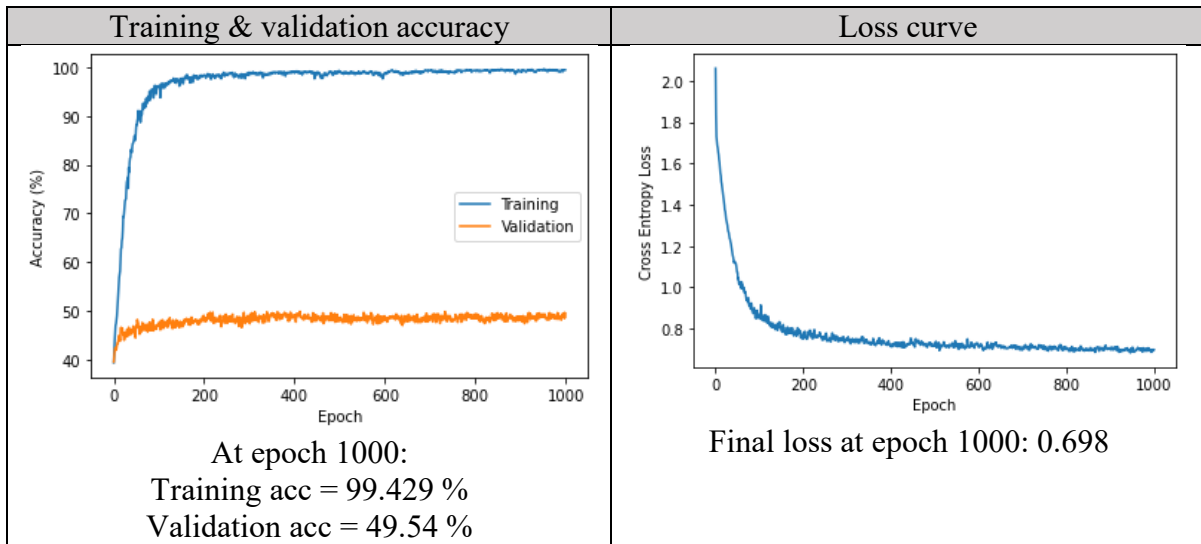 Training & validation accuracy
Loss curve
100
90
80
70
60
50
40
Accuracy (%)
Training
Validation
0
200
400
600
800
1000
Epoch
At epoch 1000:
Training acc = 99.429 %
Validation acc = 49.54 %
2.0
1.8
1.6
1.4
1.2
1.0
0.8
Cross Entropy Loss
0
200
400
600
800
1000
Epoch
Final loss at epoch 1000: 0.698